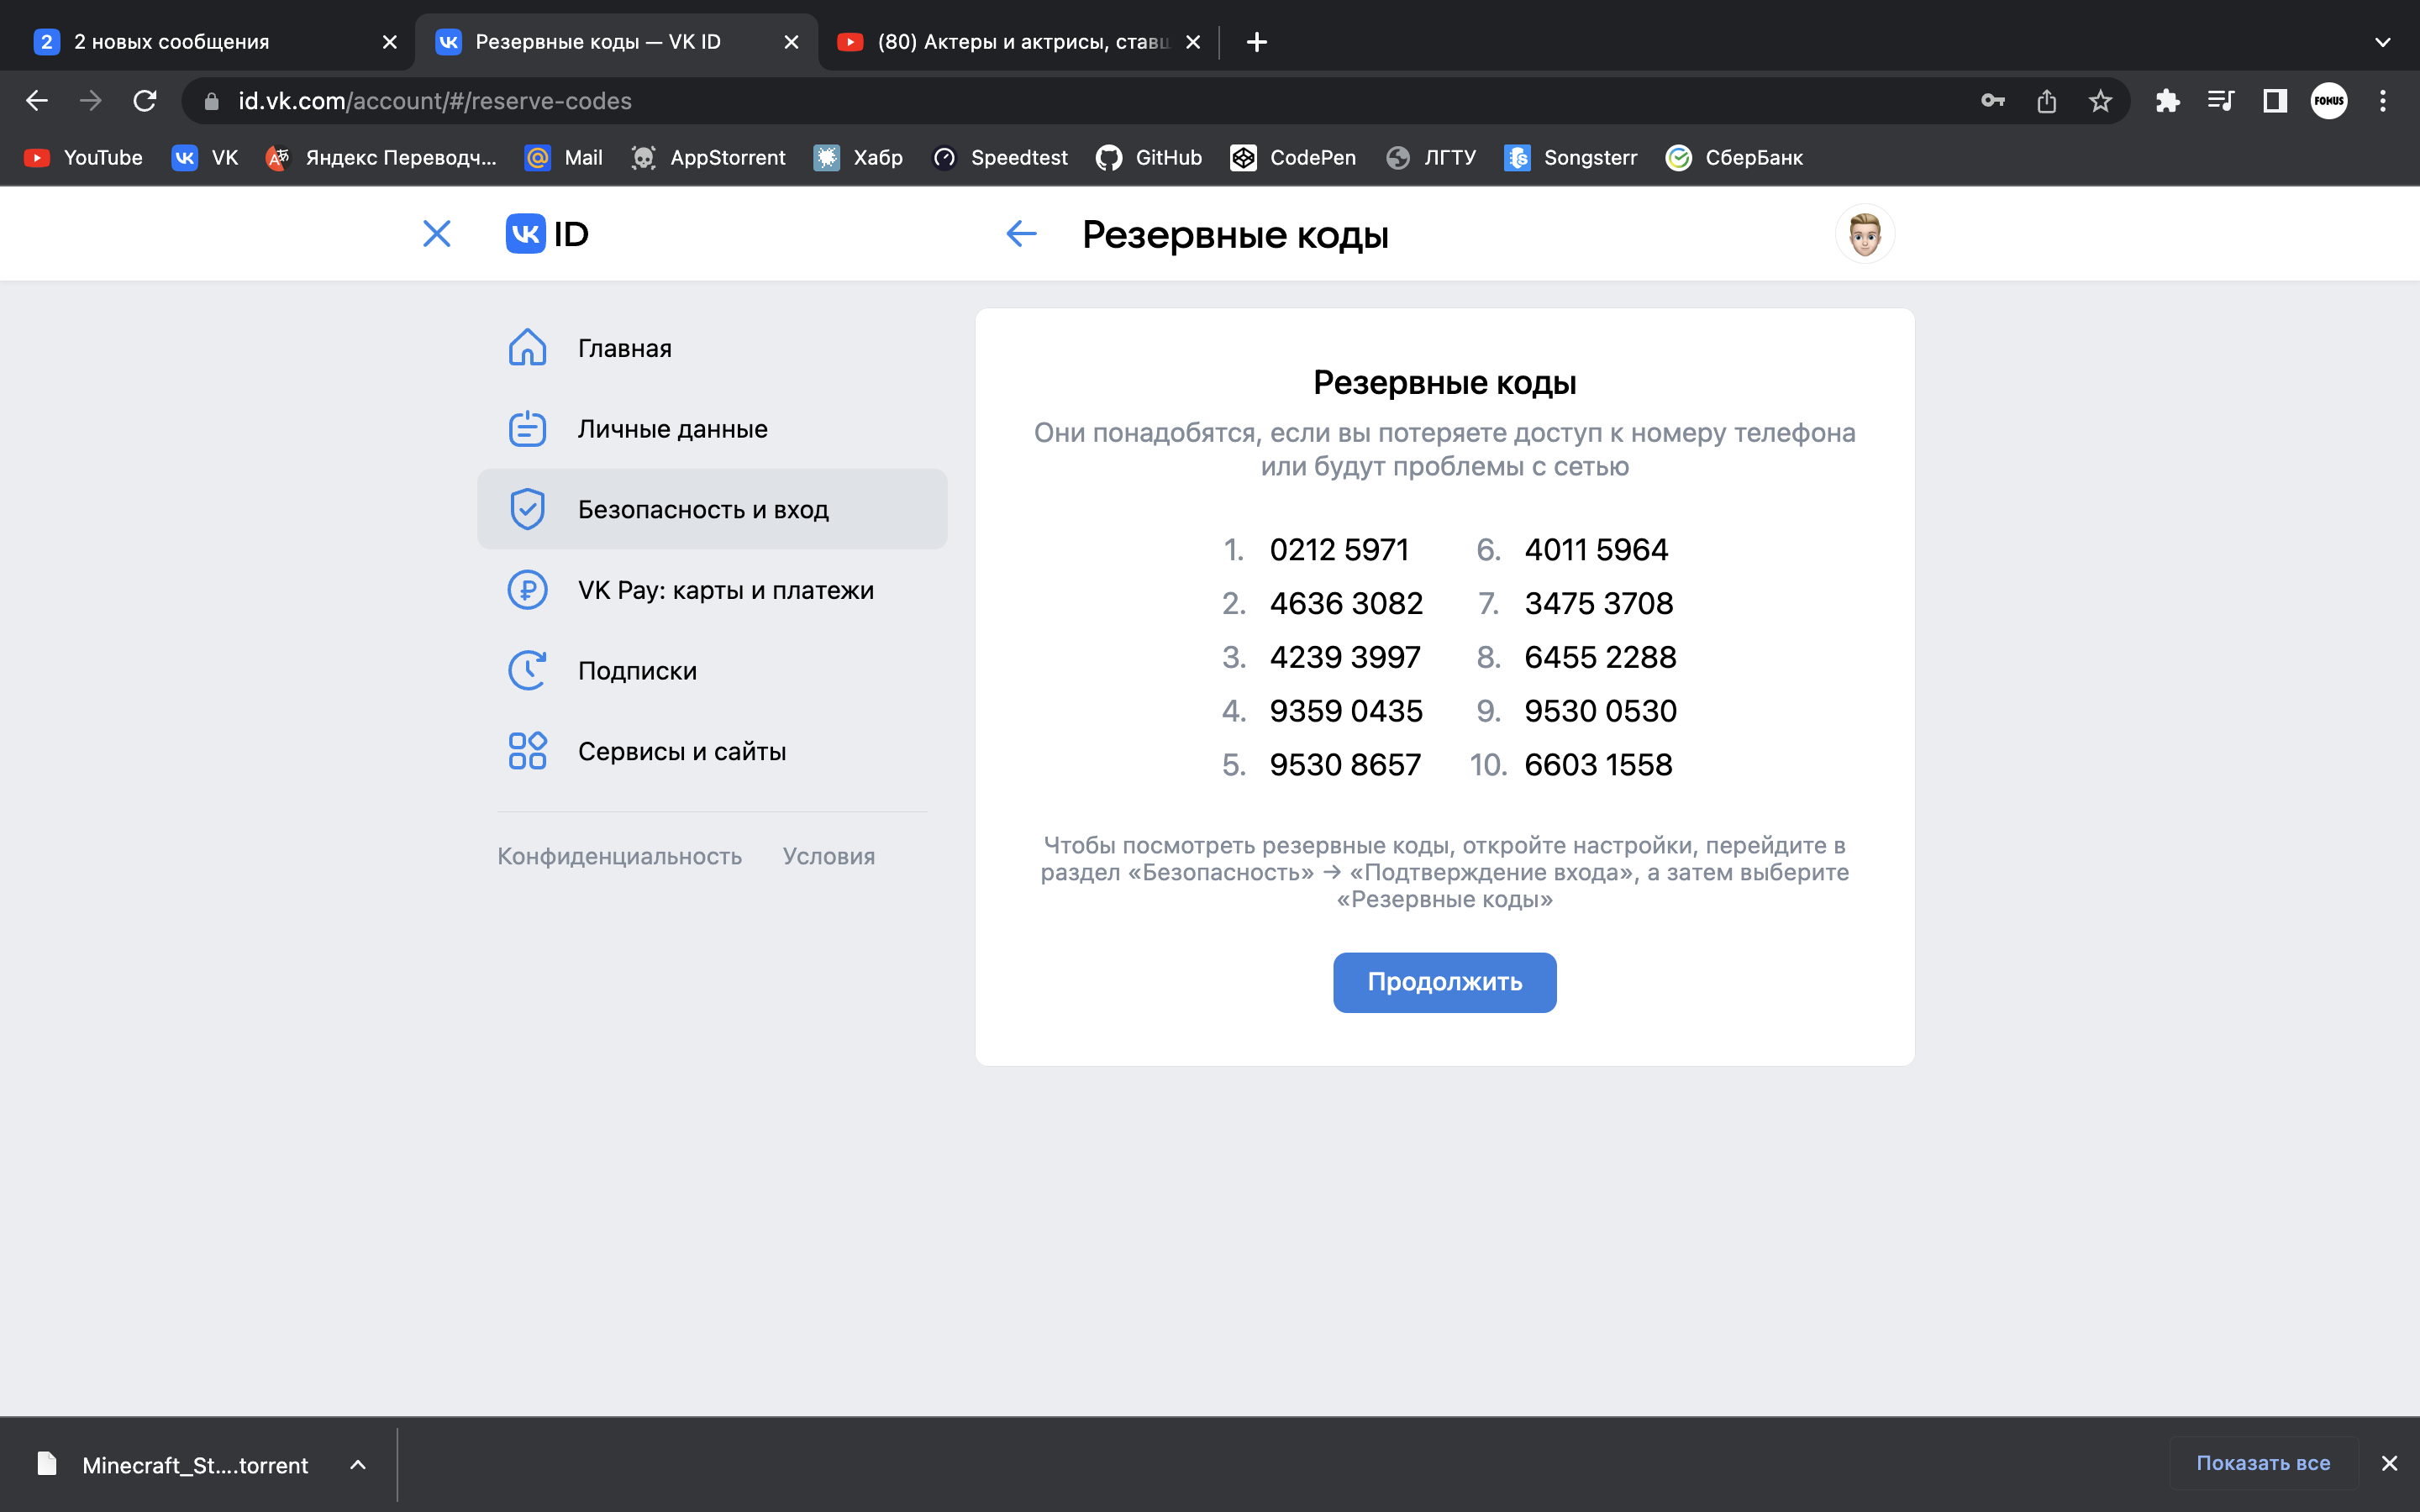 2 2 новых сообщения
Резервные коды — VK ID
(80) Актеры и актрисы, ставш
id.vk.com/account/#/reserve-codes
FOKUS
YouTube VK Яндекс Переводч... Mail AppStorrent Хабр Speedtest GitHub CodePen ЛГТУ Songsterr СберБанк
VK ID
Резервные коды
Главная
Личные данные
Безопасность и вход
VK Pay: карты и платежи
Подписки
Сервисы и сайты
Конфиденциальность Условия
Резервные коды
Они понадобятся, если вы потеряете доступ к номеру телефона
или будут проблемы с сетью
1. 0212 5971 6. 4011 5964
2. 4636 3082 7. 3475 3708
3. 4239 3997 8. 6455 2288
4. 9359 0435 9. 9530 0530
5. 9530 8657 10. 6603 1558
Чтобы посмотреть резервные коды, откройте настройки, перейдите в
раздел «Безопасность» → «Подтверждение входа», а затем выберите
«Резервные коды»
Продолжить
Minecraft_St....torrent
Показать все